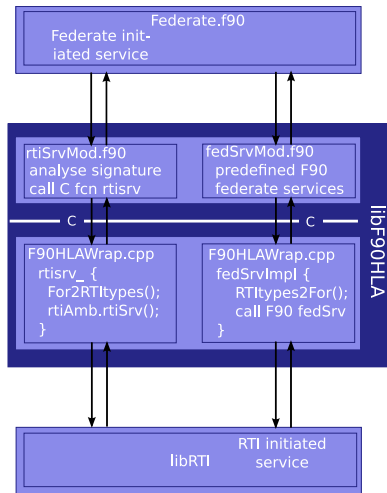 Federate.f90
Federate init-
iated service
rtiSrvMod.f90
analyse signature
call C fcn rtisrv
fedSrvMod.f90
predefined F90
federate services
C
C
libF90HLA
F90HLAWrap.cpp
rtisrv_ {
For2RTItypes();
rtiAmb.rtiSrv();
}
F90HLAWrap.cpp
fedSrvImpl {
RTItypes2For();
call F90 fedSrv
}
libRTI
RTI initiated
service